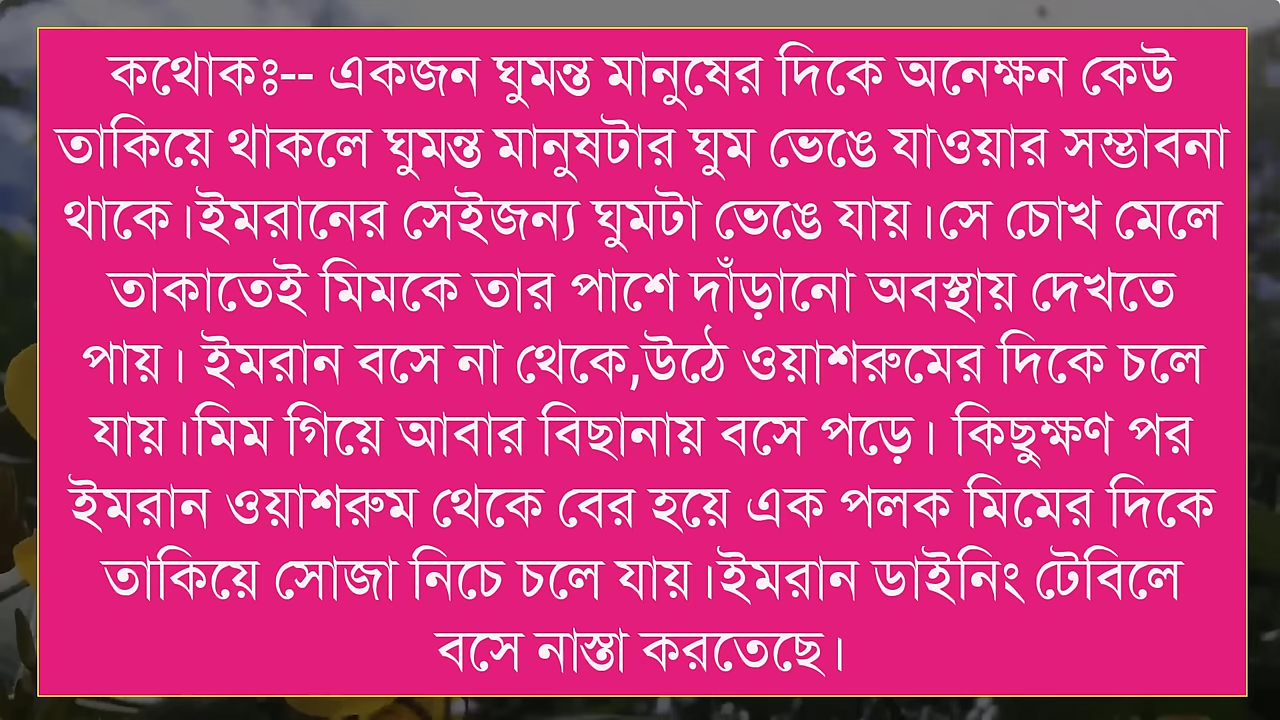 কথোকঃ-- একজন ঘুমন্ত মানুষের দিকে অনেক্ষন কেউ
তাকিয়ে থাকলে ঘুমন্ত মানুষটার ঘুম ভেঙে যাওয়ার সম্ভাবনা
থাকে।ইমরানের সেইজন্য ঘুমটা ভেঙে যায়।সে চোখ মেলে
তাকাতেই মিমকে তার পাশে দাঁড়ানো অবস্থায় দেখতে
পায়। ইমরান বসে না থেকে,উঠে ওয়াশরুমের দিকে চলে
যায়।মিম গিয়ে আবার বিছানায় বসে পড়ে। কিছুক্ষণ পর
ইমরান ওয়াশরুম থেকে বের হয়ে এক পলক মিমের দিকে
তাকিয়ে সোজা নিচে চলে যায়।ইমরান ডাইনিং টেবিলে
বসে নাস্তা করতেছে।